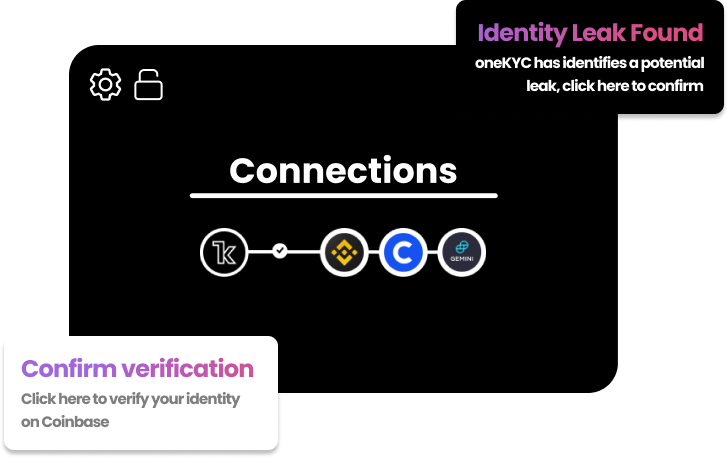 Identity Leak Found
oneKYC has identifies a potential
leak, click here to confirm
Connections
1k
C
GEMINI
Confirm verification
Click here to verify your identity
on Coinbase